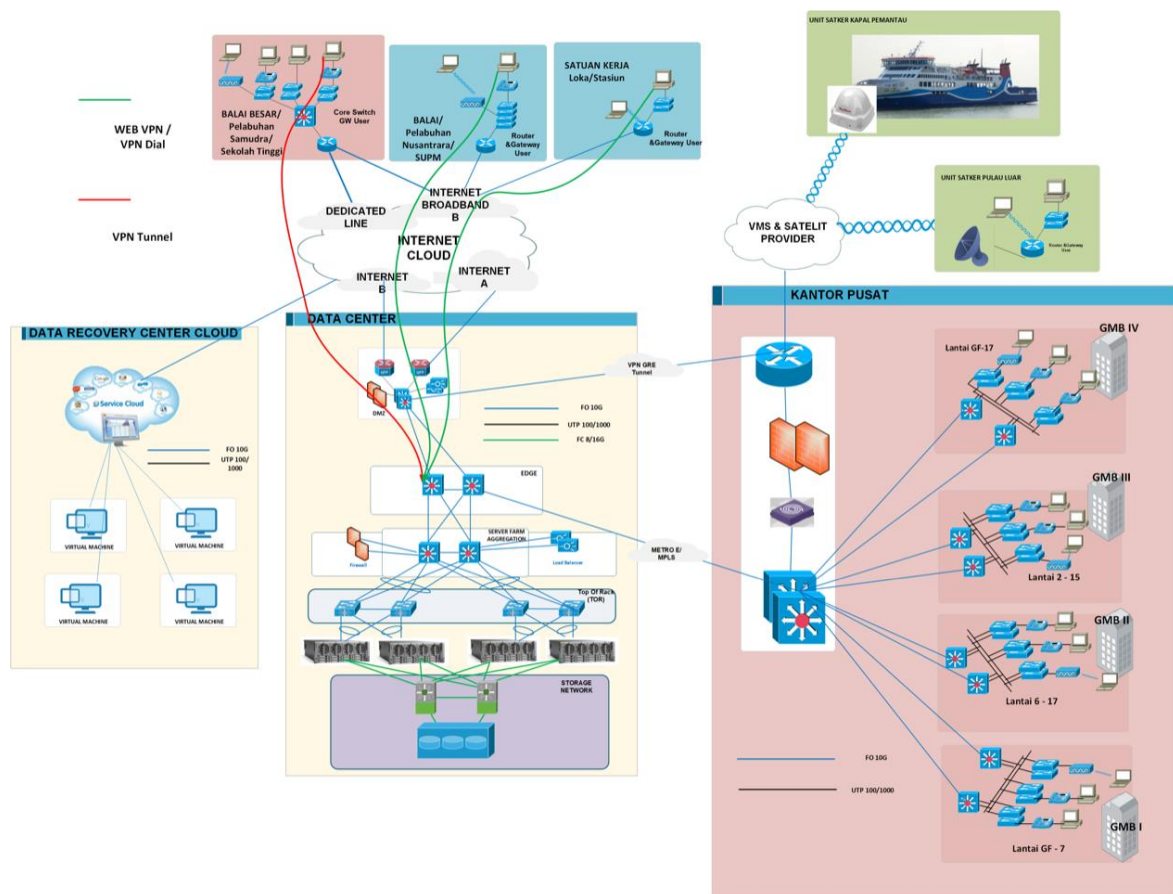 UNIT SATKER KAPAL PEMANTAU
WEB VPN /
VPN Dial
VPN Tunnel
BALAI BESAR/
Pelabuhan
Samudra/
Sekolah Tinggi
Core Switch
GW User
BALAI/
Pelabuhan
Nusantrara/
SUPM
Router
&Gateway
User
SATUAN KERJA
Loka/Stasiun
Router
&Gateway
User
UNIT SATKER PULAU LUAR
Router &Gateway
User
VMS & SATELIT
PROVIDER
DEDICATED
LINE
INTERNET
BROADBAND
B
INTERNET
CLOUD
INTERNET
B
INTERNET
A
DATA RECOVERY CENTER CLOUD
Service Cloud
FO 10G
UTP 100/
1000
VIRTUAL MACHINE
VIRTUAL MACHINE
VIRTUAL MACHINE
VIRTUAL MACHINE
DATA CENTER
DMZ
FO 10G
UTP 100/1000
FC 8/16G
EDGE
SERVER FARM
AGGREGATION
Firewall
Load Balancer
Top Of Rack
(TOR)
STORAGE
NETWORK
VPN GRE
Tunnel
METRO E/
MPLS
KANTOR PUSAT
GMB IV
Lantai GF-17
GMB III
Lantai 2 - 15
GMB II
Lantai 6 - 17
FO 10G
UTP 100/1000
GMB I
Lantai GF - 7